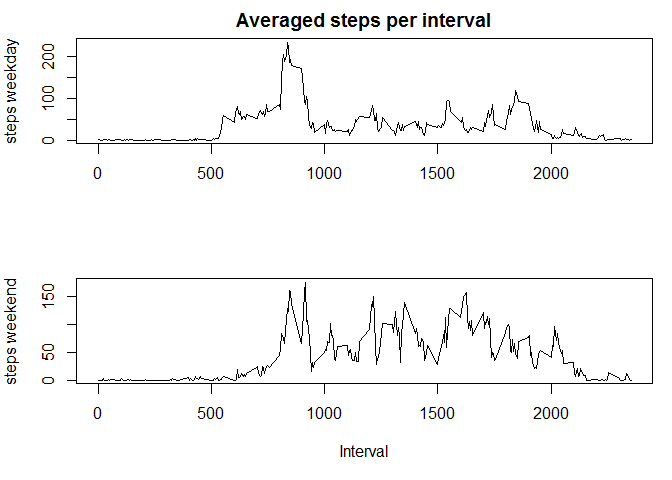 Averaged steps per interval
steps weekday
200
100
0
0 500 1000 1500 2000
steps weekend
150
50
0
0 500 1000 1500 2000
Interval